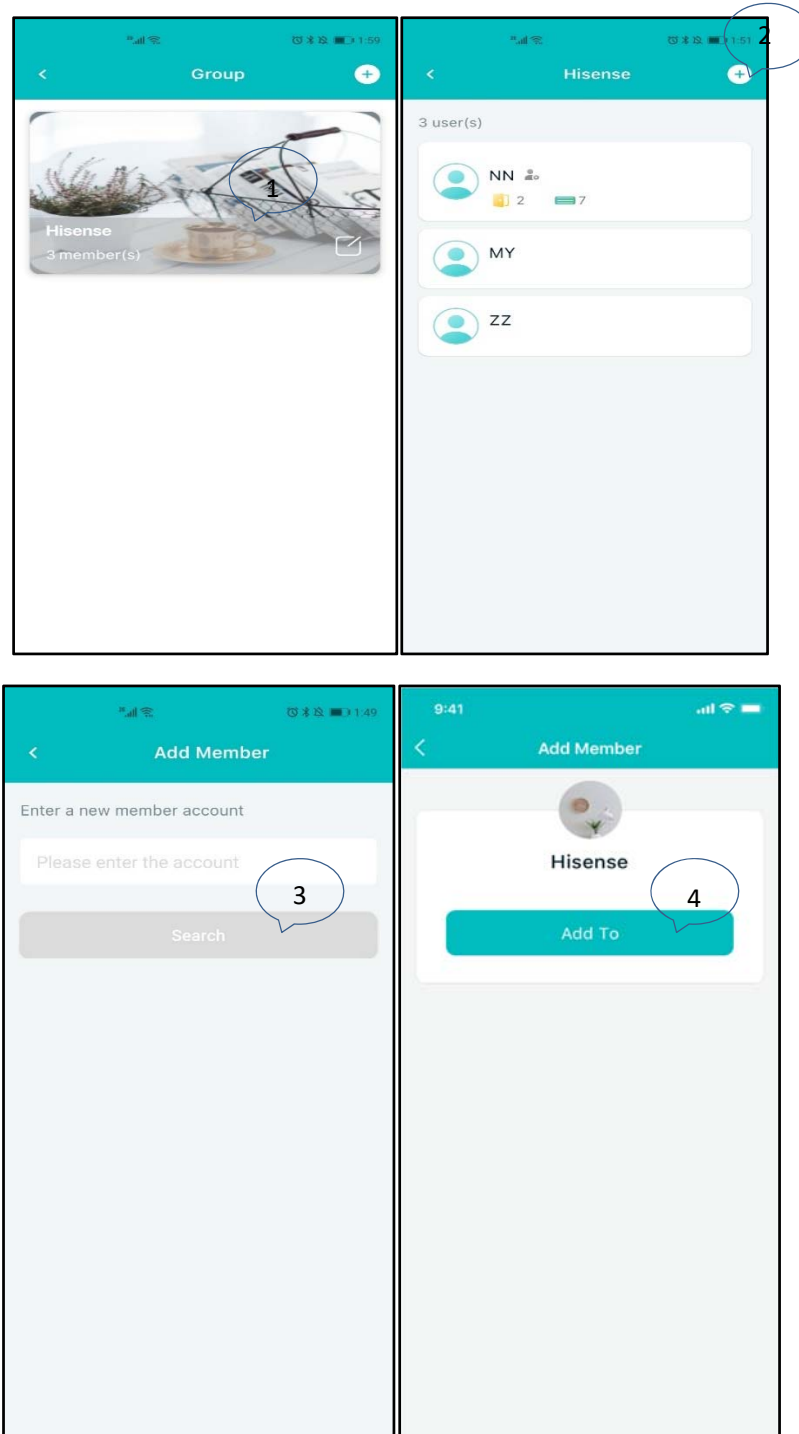 1:59
Group
1
Hisense
3 member(s)
1:51
2
Hisense
3 user(s)
NN
2 7
MY
ZZ
1:49
Add Member
Enter a new member account
Please enter the account
3
Search
9:41
Add Member
Hisense
4
Add To